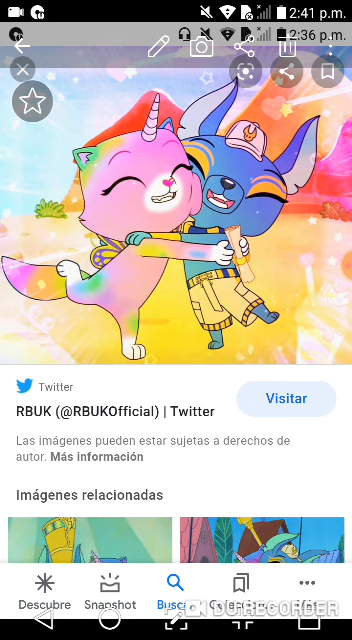 2:41 p.m.
2:36 p.m.
Twitter
Visitar
RBUK (@RBUKOfficial) | Twitter
Las imágenes pueden estar sujetas a derechos de
autor. Más información
Imágenes relacionadas
Descubre Snapshot
DU RECORDER